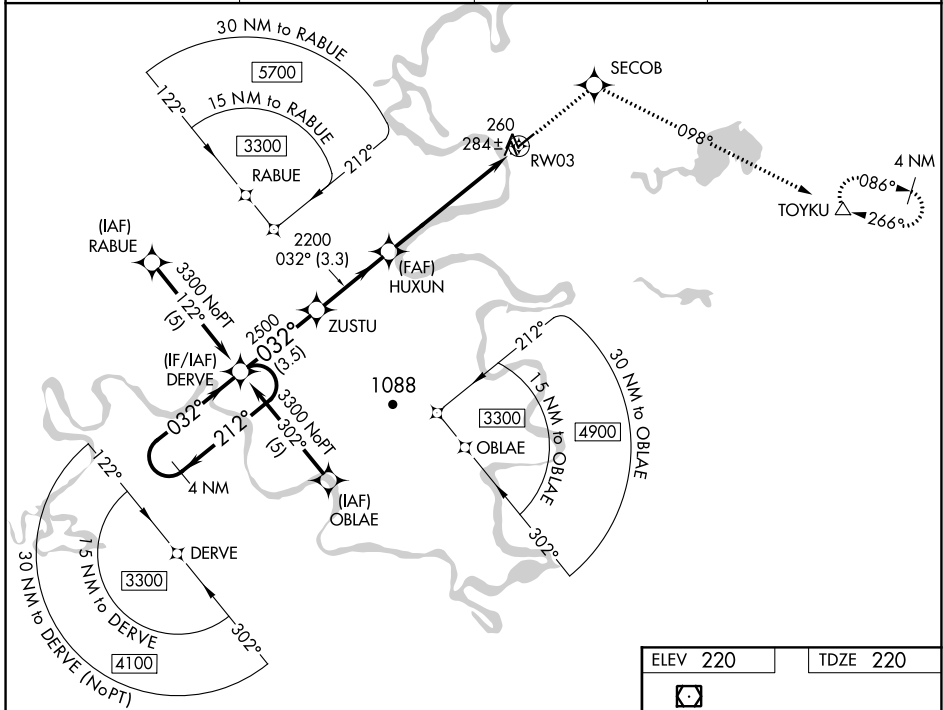 30 NM to RABUE
5700
122°
15 NM to RABUE
3300
212°
RABUE
SECOB
260
284±
RW03
098°
4 NM
086°
266°
TOYKU
(IAF)
RABUE
3300 NoPT
122°
(5)
2200
032° (3.3)
(FAF)
HUXUN
ZUSTU
2500
032°
(3.5)
(IF/IAF)
DERVE
032°
212°
4 NM
3300 NoPT
302°
(5)
(IAF)
OBLAE
1088
212°
30 NM to OBLAE
15 NM to OBLAE
3300
4900
OBLAE
302°
122°
DERVE
3300
15 NM to DERVE
4100
30 NM to DERVE (NoPT)
302°
ELEV 220
TDZE 220